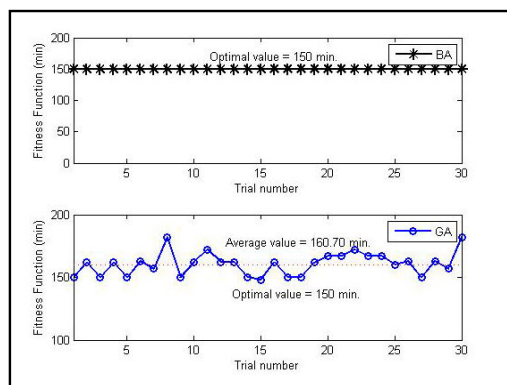 200
150
100
50
0
Fitness Function (min)
Optimal value = 150 min.
BA
5
10
15
20
25
30
Trial number
200
150
100
Fitness Function (min)
Average value = 160.70 min.
GA
Optimal value = 150 min.
5
10
15
20
25
30
Trial number